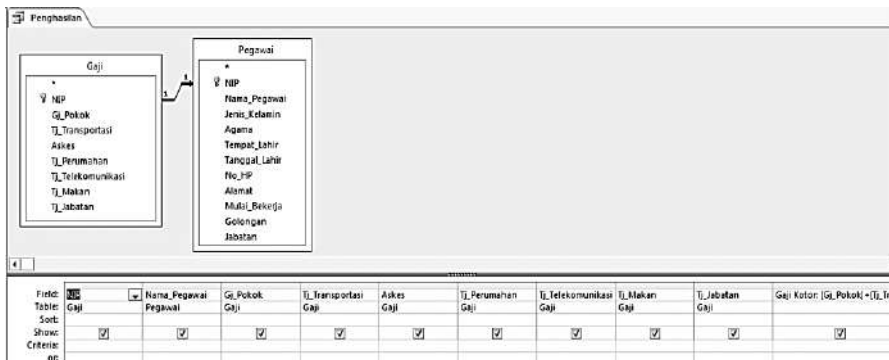 Penghasilan
Gaji
*
NIP
Gj_Pokok
Tj_Transportasi
Askes
Tj_Perumahan
Tj_Telekomunikasi
Tj_Makan
Tj_Jabatan
1
1
Pegawai
*
NIP
Nama_Pegawai
Jenis_Kelamin
Agama
Tempat_Lahir
Tanggal_Lahir
No_HP
Alamat
Mulai_Bekerja
Golongan
Jabatan
Field: NIP Nama_Pegawai Gj_Pokok Tj_Transportasi Askes Tj_Perumahan Tj_Telekomunikasi Tj_Makan Tj_Jabatan Gaji Kotor: [Gj_Pokok]+[Tj_Tr
Table: Gaji Pegawai Gaji Gaji Gaji Gaji Gaji Gaji Gaji
Sort:
Show:
Criteria:
or: